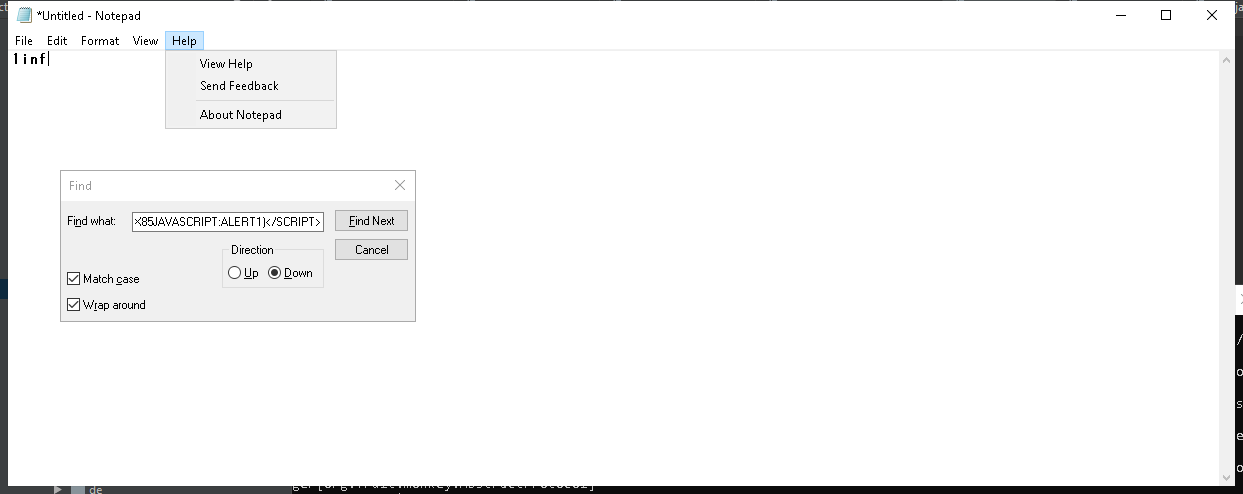 *Untitled - Notepad
File Edit Format View Help
1inf
View Help
Send Feedback
About Notepad
Find
Find what: x85JAVASCRIPT:ALERT1)</SCRIPT> Find Next
Direction Cancel
Up Down
Match case
Wrap around
de